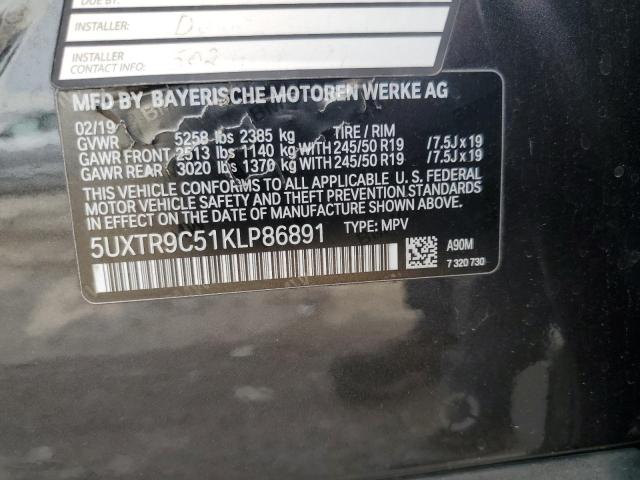 DUE BY:
INSTALLER:
INSTALLER
CONTACT INFO:
MFD BY BAYERISCHE MOTOREN WERKE AG
02/19
GVWR 5258 lbs 2385 kg TIRE / RIM
GAWR FRONT 2513 lbs 1140 kg WITH 245/50 R19 /7.5J x 19
GAWR REAR 3020 lbs 1370 kg WITH 245/50 R19 /7.5J x 19
THIS VEHICLE CONFORMS TO ALL APPLICABLE U. S. FEDERAL
MOTOR VEHICLE SAFETY AND THEFT PREVENTION STANDARDS
IN EFFECT ON THE DATE OF MANUFACTURE SHOWN ABOVE.
5UXTR9C51KLP86891 TYPE: MPV
A90M
7 320 730